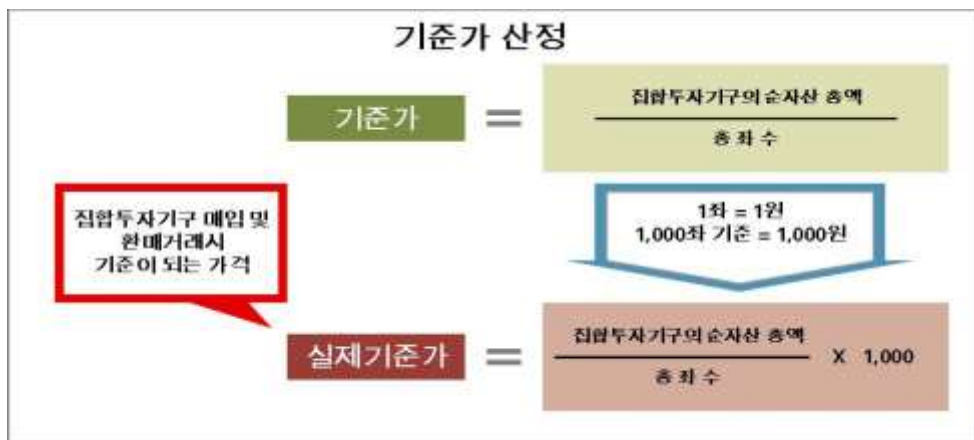 기준가 산정
기준가 =
집합투자기구의 순자산 총액
총 좌 수
집합투자기구 매입 및
환매거래시
기준이 되는 가격
1좌 = 1원
1,000좌 기준 = 1,000원
실제기준가 =
집합투자기구의 순자산 총액
총 좌 수
X 1,000